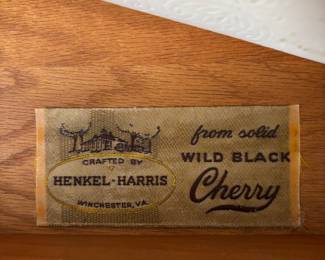 CRAFTED BY
HENKEL-HARRIS
WINCHESTER, VA.
from solid
WILD BLACK
Cherry